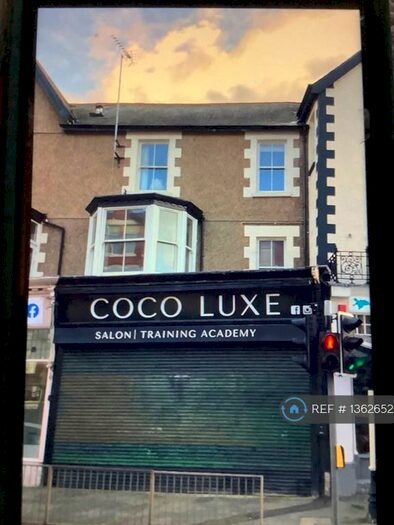 COCO LUXE
SALON | TRAINING ACADEMY
REF # 1362652